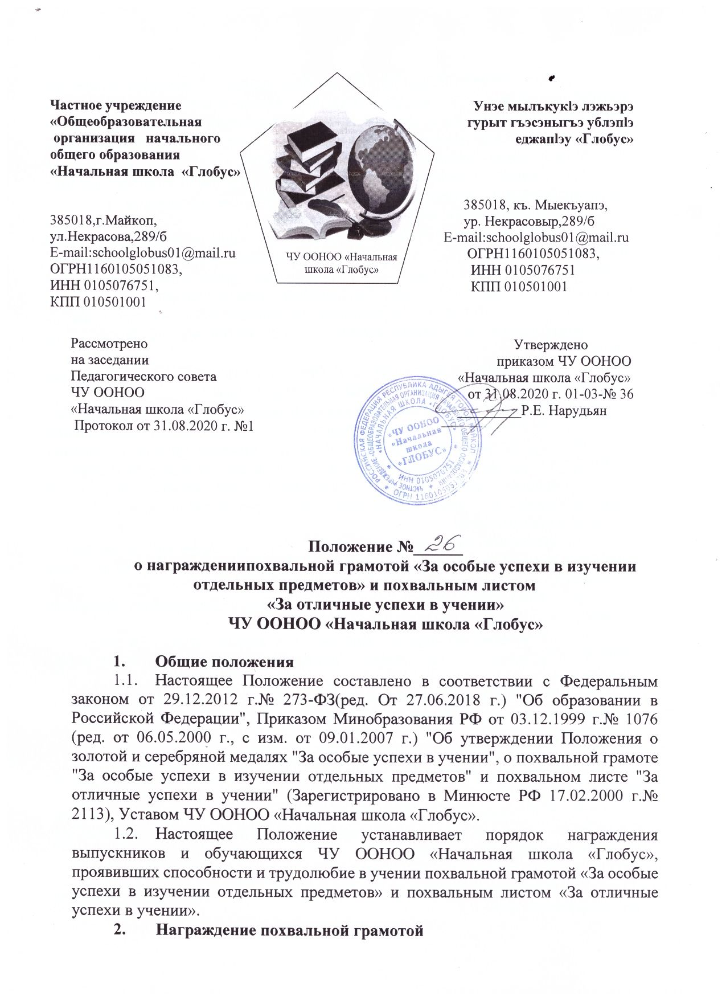 Частное учреждение
«Общеобразовательная
организация начального
общего образования
«Начальная школа «Глобус»
385018,г.Майкоп,
ул.Некрасова,289/б
E-mail:schoolglobus01@mail.ru
ОГРН1160105051083,
ИНН 0105076751,
КПП 010501001
ЧУ ООНОО «Начальная
школа «Глобус»
Унэе мылъкукIэ лэжьэрэ
гурыт гъэсэныгъэ ублэпIэ
еджапIэу «Глобус»
385018, къ. Мыекъуапэ,
ур. Некрасовыр,289/б
E-mail:schoolglobus01@mail.ru
ОГРН1160105051083,
ИНН 0105076751
КПП 010501001
Рассмотрено
на заседании
Педагогического совета
ЧУ ООНОО
«Начальная школа «Глобус»
Протокол от 31.08.2020 г. №1
Утверждено
приказом ЧУ ООНОО
«Начальная школа «Глобус»
от 31.08.2020 г. 01-03-№ 36
________Р.Е. Нарудьян
РОССИЙСКАЯ ФЕДЕРАЦИЯ РЕСПУБЛИКА АДЫГЕЯ ГОРОД МАЙКОП
* ОГРН 1160105051083 *
ЧАСТНОЕ УЧРЕЖДЕНИЕ «ОБЩЕОБРАЗОВАТЕЛЬНАЯ ОРГАНИЗАЦИЯ НАЧАЛЬНОГО ОБЩЕГО ОБРАЗОВАНИЯ
«НАЧАЛЬНАЯ ШКОЛА «ГЛОБУС»
* ИНН 0105076751 *
«ЧУ ООНОО
«Начальная
школа
«ГЛОБУС»
Положение № 26
о награждениипохвальной грамотой «За особые успехи в изучении
отдельных предметов» и похвальным листом
«За отличные успехи в учении»
ЧУ ООНОО «Начальная школа «Глобус»
1. Общие положения
1.1. Настоящее Положение составлено в соответствии с Федеральным
законом от 29.12.2012 г.№ 273-ФЗ(ред. От 27.06.2018 г.) "Об образовании в
Российской Федерации", Приказом Минобразования РФ от 03.12.1999 г.№ 1076
(ред. от 06.05.2000 г., с изм. от 09.01.2007 г.) "Об утверждении Положения о
золотой и серебряной медалях "За особые успехи в учении", о похвальной грамоте
"За особые успехи в изучении отдельных предметов" и похвальном листе "За
отличные успехи в учении" (Зарегистрировано в Минюсте РФ 17.02.2000 г.№
2113), Уставом ЧУ ООНОО «Начальная школа «Глобус».
1.2. Настоящее Положение устанавливает порядок награждения
выпускников и обучающихся ЧУ ООНОО «Начальная школа «Глобус»,
проявивших способности и трудолюбие в учении похвальной грамотой «За особые
успехи в изучении отдельных предметов» и похвальным листом «За отличные
успехи в учении».
2. Награждение похвальной грамотой